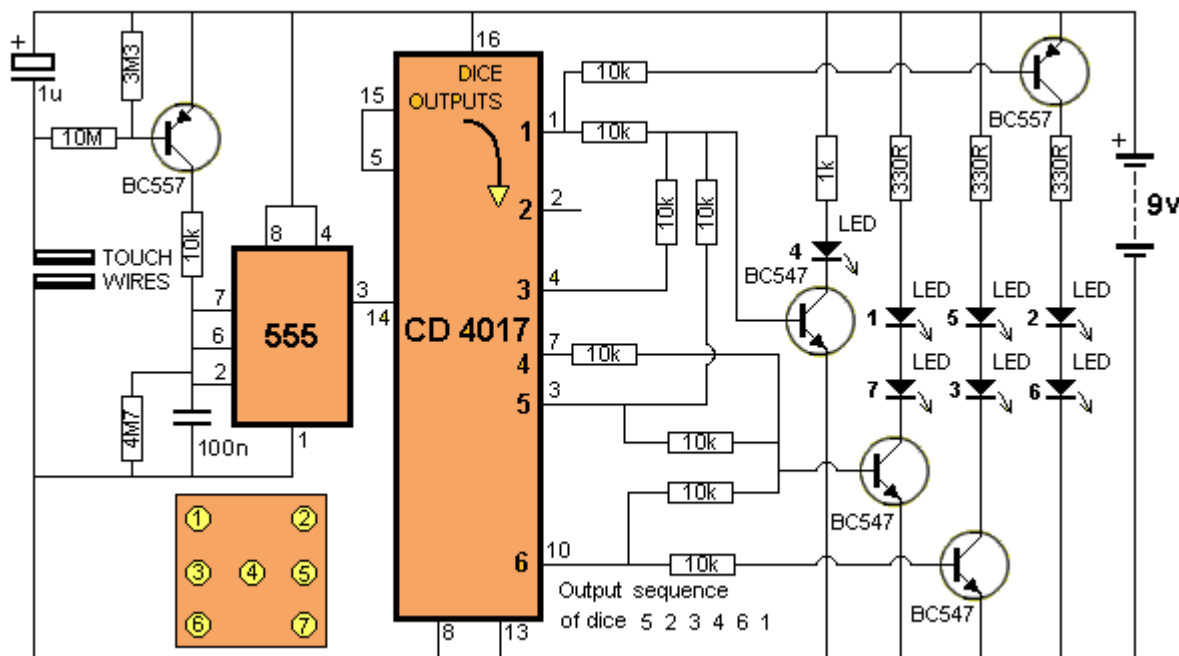 +
1u
3M3
10M
BC557
10k
TOUCH
WIRES
8
4
7
6
2
555
3
1
4M7
100n
1
2
3
4
5
6
7
16
DICE
OUTPUTS
15
5
14
CD 4017
1
1
2
2
3
4
4
7
5
3
6
10
8
13
10k
10k
10k
10k
10k
10k
10k
10k
Output sequence
of dice 5 2 3 4 6 1
BC557
1k
330R
330R
330R
+
9v
4
LED
BC547
1
LED
5
LED
2
LED
7
LED
3
LED
6
LED
BC547
BC547